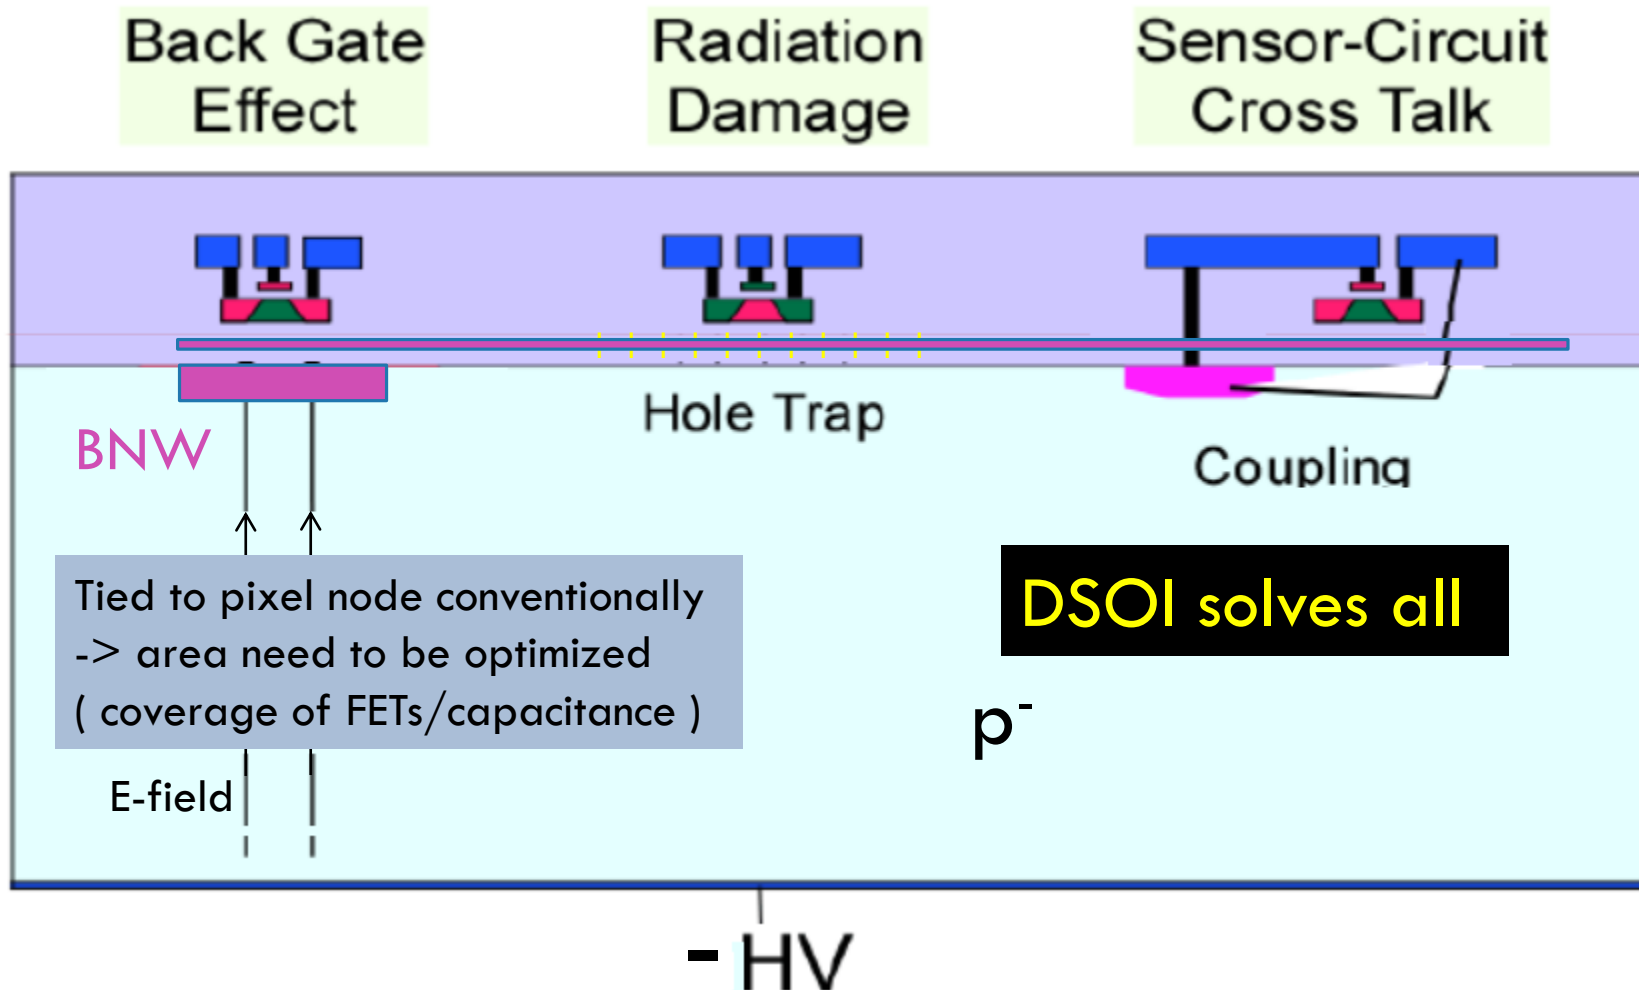 Back Gate
Effect
Radiation
Damage
Sensor-Circuit
Cross Talk
Hole Trap
BNW
Coupling
Tied to pixel node conventionally
-> area need to be optimized
( coverage of FETs/capacitance )
DSOI solves all
p-
E-field
- HV